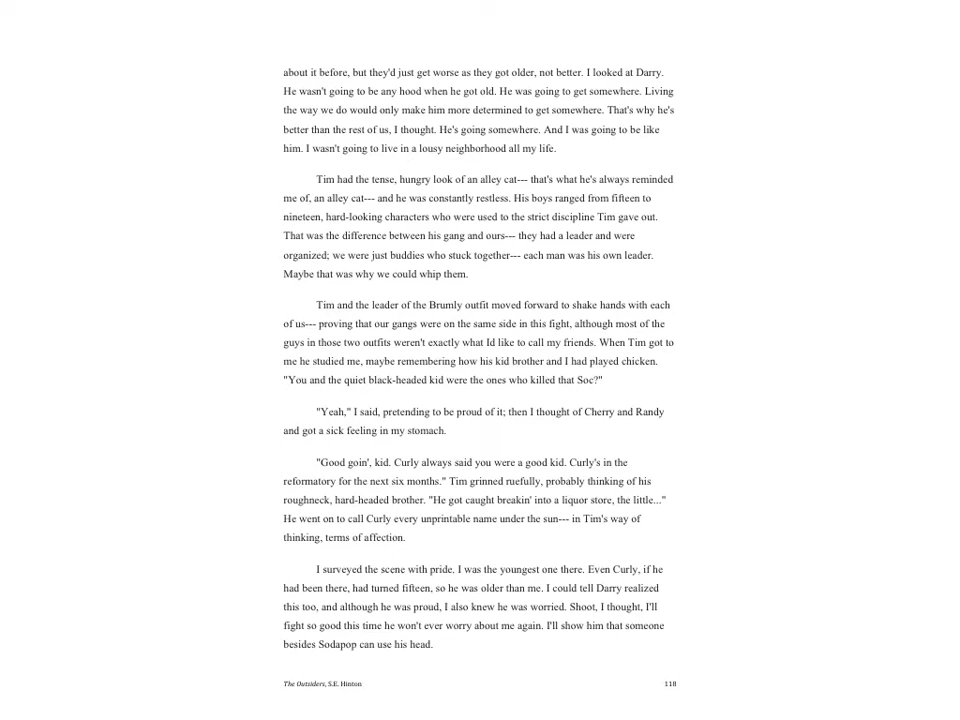 about it before, but they'd just get worse as they got older, not better. I looked at Darry.
He wasn't going to be any hood when he got old. He was going to get somewhere. Living
the way we do would only make him more determined to get somewhere. That's why he's
better than the rest of us, I thought. He's going somewhere. And I was going to be like
him. I wasn't going to live in a lousy neighborhood all my life.
Tim had the tense, hungry look of an alley cat--- that's what he's always reminded
me of, an alley cat--- and he was constantly restless. His boys ranged from fifteen to
nineteen, hard-looking characters who were used to the strict discipline Tim gave out.
That was the difference between his gang and ours--- they had a leader and were
organized; we were just buddies who stuck together--- each man was his own leader.
Maybe that was why we could whip them.
Tim and the leader of the Brumly outfit moved forward to shake hands with each
of us--- proving that our gangs were on the same side in this fight, although most of the
guys in those two outfits weren't exactly what Id like to call my friends. When Tim got to
me he studied me, maybe remembering how his kid brother and I had played chicken.
"You and the quiet black-headed kid were the ones who killed that Soc?"
"Yeah," I said, pretending to be proud of it; then I thought of Cherry and Randy
and got a sick feeling in my stomach.
"Good goin', kid. Curly always said you were a good kid. Curly's in the
reformatory for the next six months." Tim grinned ruefully, probably thinking of his
roughneck, hard-headed brother. "He got caught breakin' into a liquor store, the little..."
He went on to call Curly every unprintable name under the sun--- in Tim's way of
thinking, terms of affection.
I surveyed the scene with pride. I was the youngest one there. Even Curly, if he
had been there, had turned fifteen, so he was older than me. I could tell Darry realized
this too, and although he was proud, I also knew he was worried. Shoot, I thought, I'll
fight so good this time he won't ever worry about me again. I'll show him that someone
besides Sodapop can use his head.
The Outsiders, S.E. Hinton 118